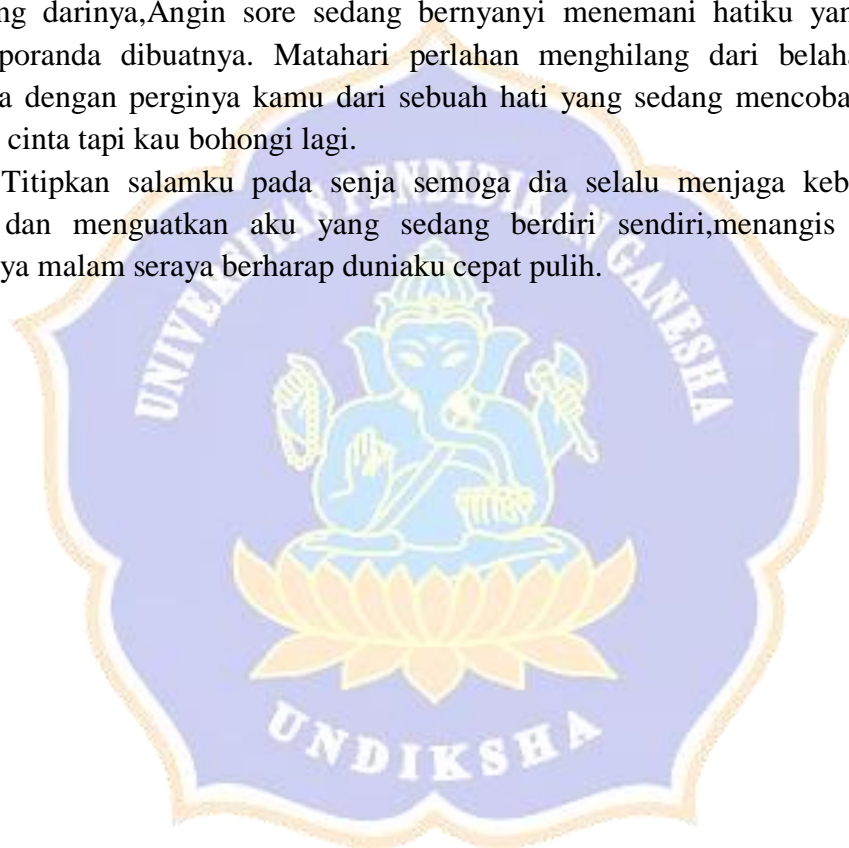 ng darinya,Angin sore sedang bernyanyi menemani hatiku yan
poranda dibuatnya. Matahari perlahan menghilang dari belaha
a dengan perginya kamu dari sebuah hati yang sedang mencoba
cinta tapi kau bohongi lagi.
Titipkan salamku pada senja semoga dia selalu menjaga keb
dan menguatkan aku yang sedang berdiri sendiri,menangis
ya malam seraya berharap duniaku cepat pulih.
UNIVERSITAS PENDIDIKAN GANESHA
UNDIKSHA